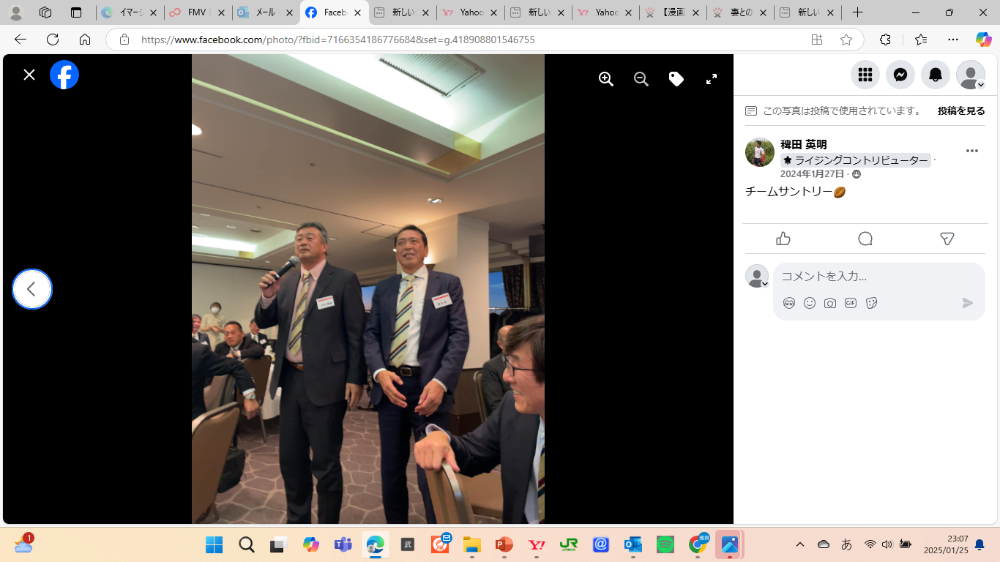 イマージ
FMV
メール
Faceb
新しい
Yahoo
新しい
Yahoo
【漫画
妻との
新しい
https://www.facebook.com/photo/?fbid=7166354186776684&set=g.418908801546755
この写真は投稿で使用されています。 投稿を見る
稗田 英明
ライジングコントリビューター ·
2024年1月27日 ·
チームサントリー🏉
コメントを入力...
GIF
1
武
雅規
JR
あ
23:07
2025/01/25